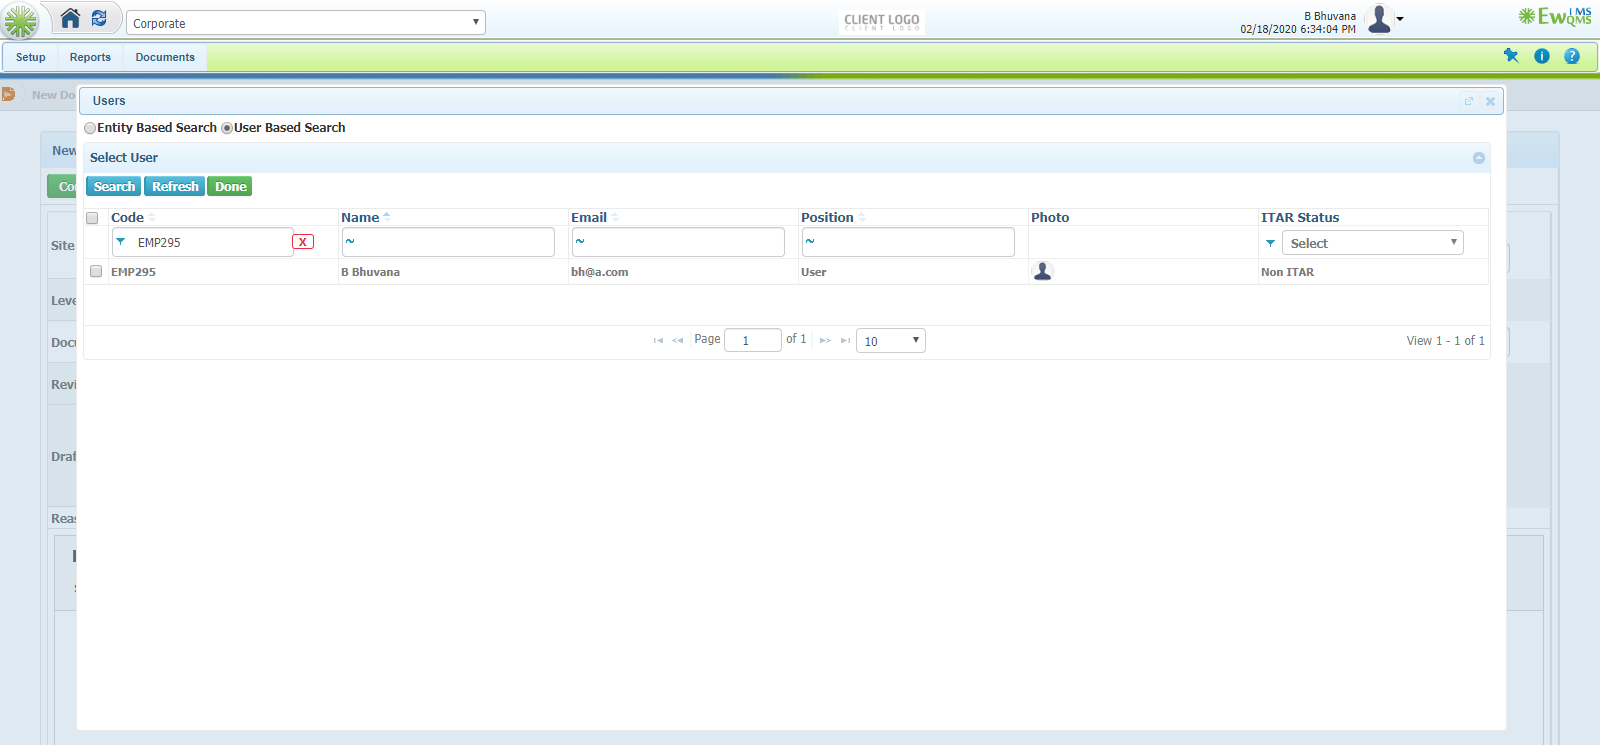 Corporate
CLIENT LOGO
CLIENT LOGO
B Bhuvana
02/18/2020 6:34:04 PM
EwQMS
IMS
Setup Reports Documents
New Do
Users
Entity Based Search User Based Search
New
Select User
Co
Search Refresh Done
Code Name Email Position Photo ITAR Status
Site
EMP295 X ~ ~ ~ Select
EMP295 B Bhuvana bh@a.com User Non ITAR
Leve
Docu
Page 1 of 1 10 View 1 - 1 of 1
Revi
Draf
Reas